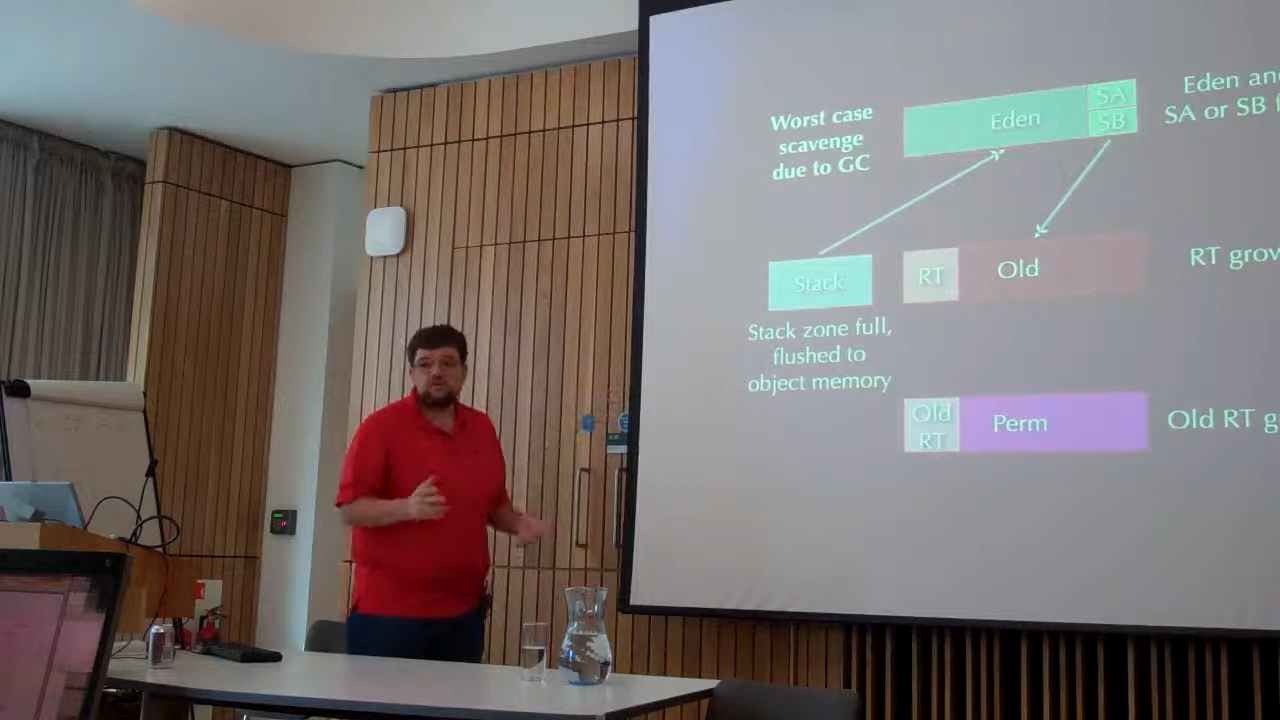 Worst case
scavenge
due to GC
Eden
SA
SB
Eden and
SA or SB
Stack
RT
Old
RT grow
Stack zone full,
flushed to
object memory
Old
RT
Perm
Old RT g